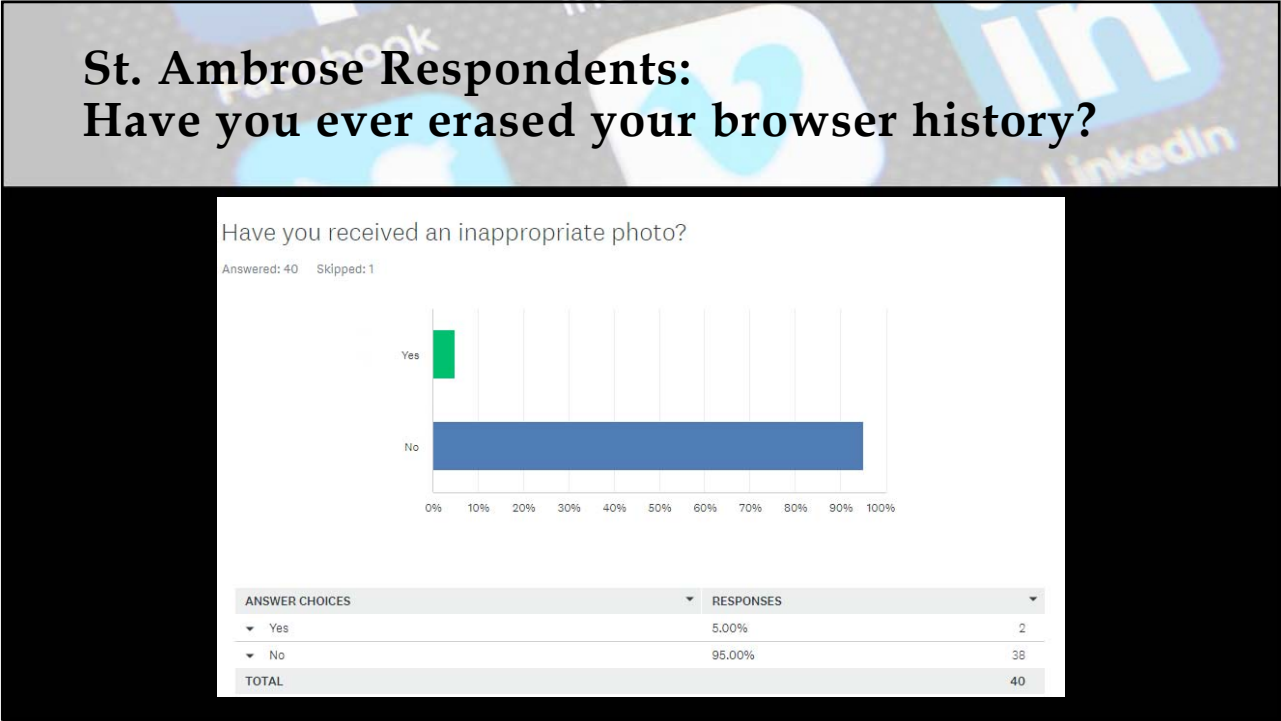 Facebook
LinkedIn
St. Ambrose Respondents:
Have you ever erased your browser history?
Have you received an inappropriate photo?
Answered: 40 Skipped: 1
Yes
No
0% 10% 20% 30% 40% 50% 60% 70% 80% 90% 100%
ANSWER CHOICES RESPONSES
Yes 5.00% 2
No 95.00% 38
TOTAL 40